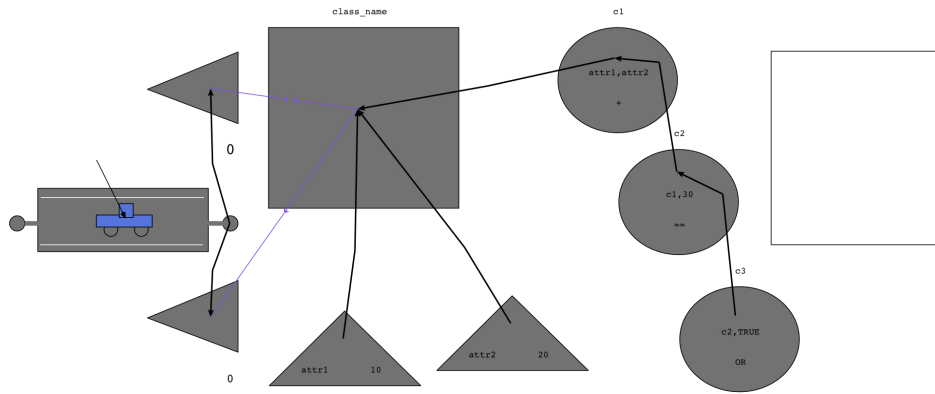 class_name
c1
attr1,attr2
+
0
c2
c1,30
==
c3
c2,TRUE
OR
attr1 10
attr2 20
0